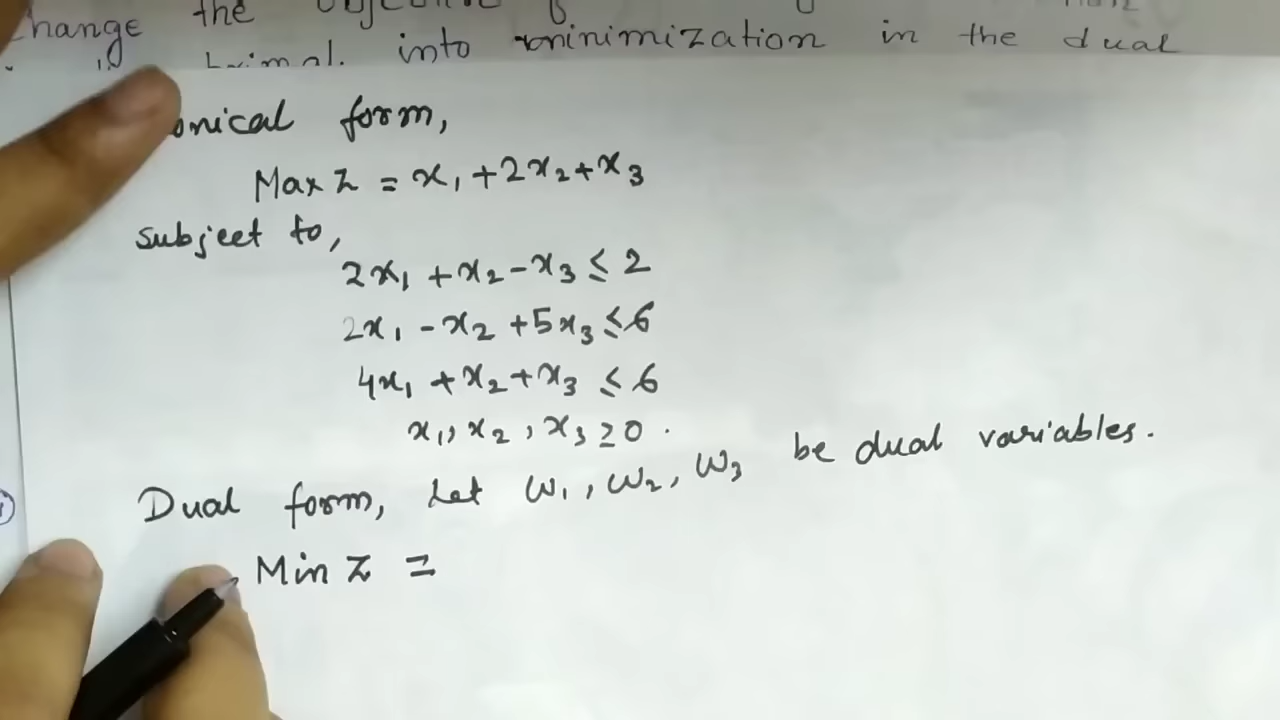 change the
into minimization in the dual
onical form,
Max Z = x₁ + 2x₂ + x₃
subject to,
2x₁ + x₂ - x₃ ≤ 2
2x₁ - x₂ + 5x₃ ≤ 6
4x₁ + x₂ + x₃ ≤ 6
x₁, x₂, x₃ ≥ 0.
Dual form, Let w₁, w₂, w₃ be dual variables.
Min Z =